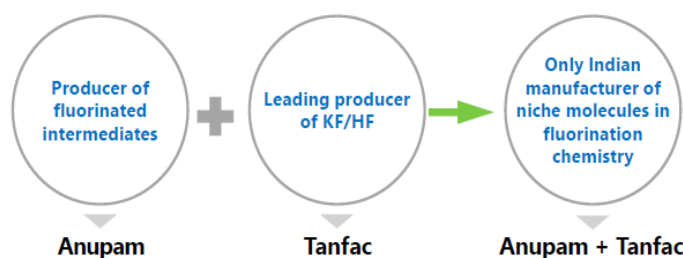 Producer of
fluorinated
intermediates
Leading producer
of KF/HF
Only Indian
manufacturer of
niche molecules in
fluorination
chemistry
Anupam
Tanfac
Anupam + Tanfac